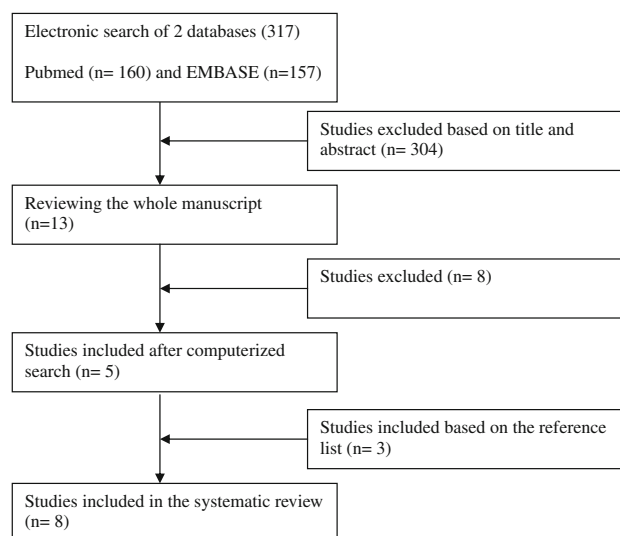 Electronic search of 2 databases (317)
Pubmed (n= 160) and EMBASE (n=157)
Studies excluded based on title and
abstract (n= 304)
Reviewing the whole manuscript
(n=13)
Studies excluded (n= 8)
Studies included after computerized
search (n= 5)
Studies included based on the reference
list (n= 3)
Studies included in the systematic review
(n= 8)